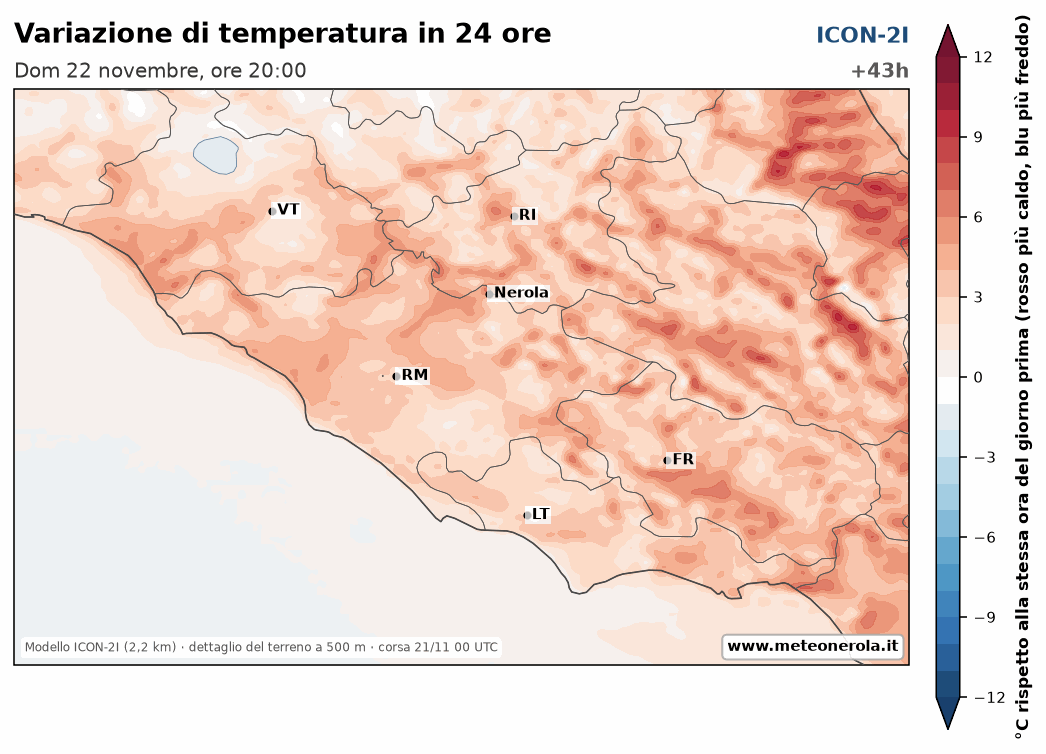 Variazione di temperatura in 24 ore
ICON-2I
Dom 22 novembre, ore 20:00
+43h
VT
RI
Nerola
RM
FR
LT
Modello ICON-2I (2,2 km) · dettaglio del terreno a 500 m · corsa 21/11 00 UTC
www.meteonerola.it
12
9
6
3
0
−3
−6
−9
−12
°C rispetto alla stessa ora del giorno prima (rosso più caldo, blu più freddo)